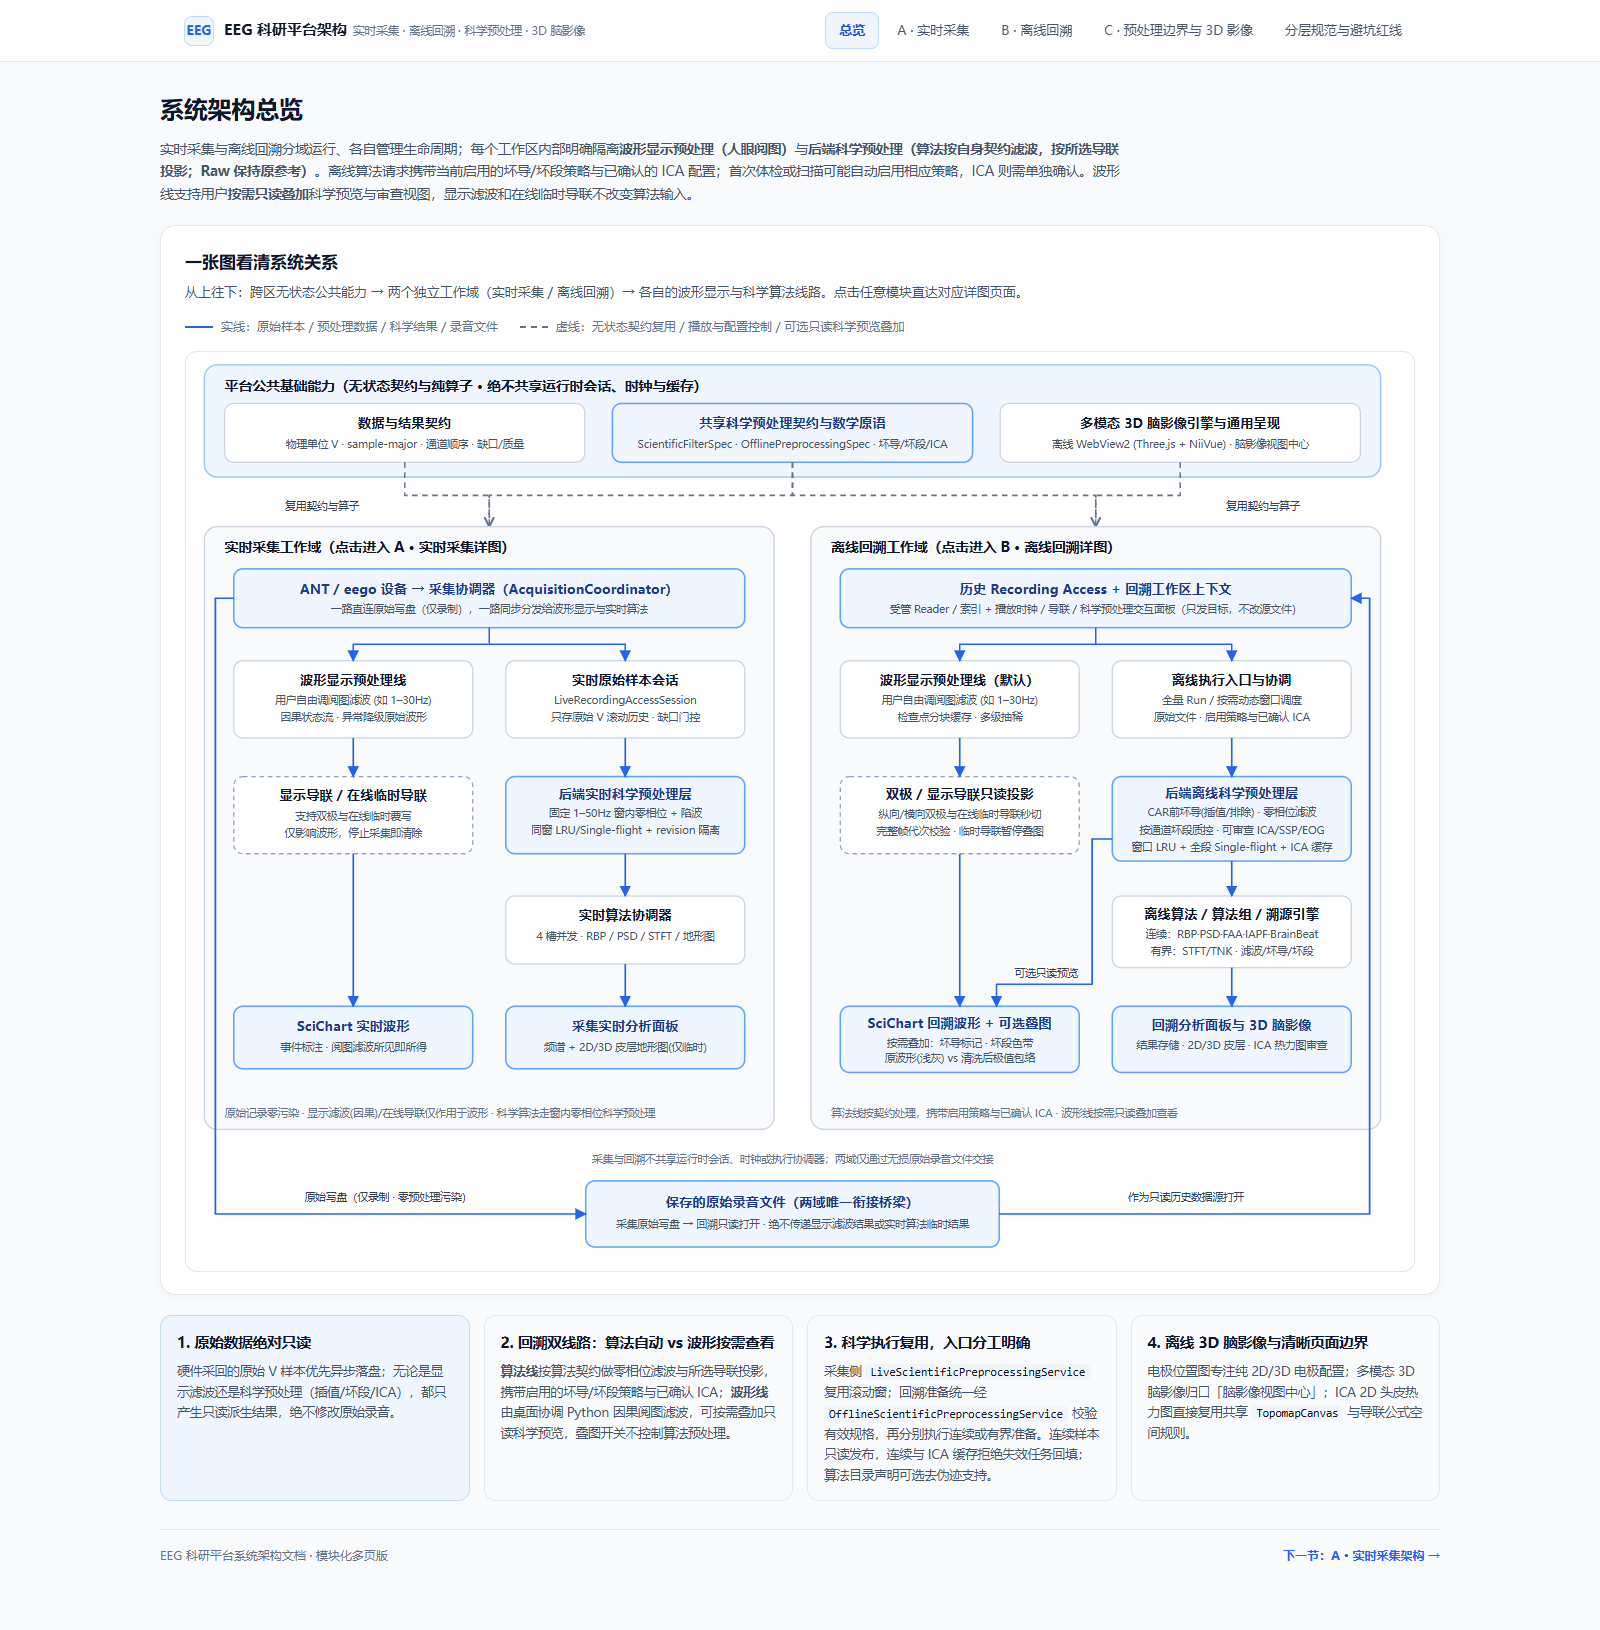 EEG EEG 科研平台架构 实时采集 · 离线回溯 · 科学预处理 · 3D 脑影像
总览 A · 实时采集 B · 离线回溯 C · 预处理边界与 3D 影像 分层规范与避坑红线
系统架构总览
实时采集与离线回溯分域运行、各自管理生命周期；每个工作区内部明确隔离波形显示预处理（人眼阅图）与后端科学预处理（算法按自身契约滤波，按所选导联
投影；Raw 保持原参考）。离线算法请求携带当前启用的坏导/坏段策略与已确认的 ICA 配置；首次体检或扫描可能自动启用相应策略，ICA 则需单独确认。波形
线支持用户按需只读叠加科学预览与审查视图，显示滤波和在线临时导联不改变算法输入。
一张图看清系统关系
从上往下：跨区无状态公共能力 → 两个独立工作域（实时采集 / 离线回溯）→ 各自的波形显示与科学算法线路。点击任意模块直达对应详图页面。
实线：原始样本 / 预处理数据 / 科学结果 / 录音文件 虚线：无状态契约复用 / 播放与配置控制 / 可选只读科学预览叠加
平台公共基础能力（无状态契约与纯算子 • 绝不共享运行时会话、时钟与缓存）
数据与结果契约
物理单位 V · sample-major · 通道顺序 · 缺口/质量
共享科学预处理契约与数学原语
ScientificFilterSpec · OfflinePreprocessingSpec · 坏导/坏段/ICA
多模态 3D 脑影像引擎与通用呈现
离线 WebView2 (Three.js + NiiVue) · 脑影像视图中心
复用契约与算子
复用契约与算子
实时采集工作域（点击进入 A • 实时采集详图）
ANT / eego 设备 → 采集协调器（AcquisitionCoordinator）
一路直连原始写盘（仅录制），一路同步分发给波形显示与实时算法
波形显示预处理线
用户自由调阅图滤波 (如 1–30Hz)
因果状态流 · 异常降级原始波形
实时原始样本会话
LiveRecordingAccessSession
只存原始 V 滚动历史 · 缺口门控
显示导联 / 在线临时导联
支持双极与在线临时覆写
仅影响波形，停止采集即清除
后端实时科学预处理层
固定 1–50Hz 窗内零相位 + 陷波
同窗 LRU/Single-flight + revision 隔离
实时算法协调器
4 槽并发 · RBP / PSD / STFT / 地形图
SciChart 实时波形
事件标注 · 阅图滤波所见即所得
采集实时分析面板
频谱 + 2D/3D 皮层地形图(仅临时)
原始记录零污染 · 显示滤波(因果)/在线导联仅作用于波形 · 科学算法走窗内零相位科学预处理
离线回溯工作域（点击进入 B • 离线回溯详图）
历史 Recording Access + 回溯工作区上下文
受管 Reader / 索引 + 播放时钟 / 导联 / 科学预处理交互面板（只发目标，不改源文件）
波形显示预处理线（默认）
用户自由调阅图滤波 (如 1–30Hz)
检查点分块缓存 · 多级抽稀
离线执行入口与协调
全量 Run / 按需动态窗口调度
原始文件 · 启用策略与已确认 ICA
双极 / 显示导联只读投影
纵向/横向双极与在线临时导联秒切
完整帧代次校验 · 临时导联暂停叠图
后端离线科学预处理层
CAR前坏导(插值/排除) · 零相位滤波
按通道坏段质控 · 可审查 ICA/SSP/EOG
窗口 LRU + 全段 Single-flight + ICA 缓存
离线算法 / 算法组 / 溯源引擎
连续：RBP·PSD·FAA·IAPF·BrainBeat
有界：STFT/TNK · 滤波/坏导/坏段
可选只读预览
SciChart 回溯波形 + 可选叠图
按需叠加：坏导标记 · 坏段色带
原波形(浅灰) vs 清洗后极值包络
回溯分析面板与 3D 脑影像
结果存储 · 2D/3D 皮层 · ICA 热力图审查
算法线按契约处理，携带启用策略与已确认 ICA · 波形线按需只读叠加查看
采集与回溯不共享运行时会话、时钟或执行协调器；两域仅通过无损原始录音文件交接
原始写盘（仅录制 · 零预处理污染）
保存的原始录音文件（两域唯一衔接桥梁）
采集原始写盘 → 回溯只读打开 · 绝不传递显示滤波结果或实时算法临时结果
作为只读历史数据源打开
1. 原始数据绝对只读
硬件采回的原始 V 样本优先异步落盘；无论是显
示滤波还是科学预处理（插值/坏段/ICA），都只
产生只读派生结果，绝不修改原始录音。
2. 回溯双线路：算法自动 vs 波形按需查看
算法线按算法契约做零相位滤波与所选导联投影，
携带启用的坏导/坏段策略与已确认 ICA；波形线
由桌面协调 Python 因果阅图滤波，可按需叠加只
读科学预览，叠图开关不控制算法预处理。
3. 科学执行复用，入口分工明确
采集侧 LiveScientificPreprocessingService
复用滚动窗；回溯准备统一经
OfflineScientificPreprocessingService 校验
有效规格，再分别执行连续或有界准备。连续样本
只读发布，连续与 ICA 缓存拒绝失效任务回填；
算法目录声明可选去伪迹支持。
4. 离线 3D 脑影像与清晰页面边界
电极位置图专注纯 2D/3D 电极配置；多模态 3D
脑影像归口「脑影像视图中心」；ICA 2D 头皮热
力图直接复用共享 TopomapCanvas 与导联公式空
间规则。
EEG 科研平台系统架构文档 · 模块化多页版
下一节：A • 实时采集架构 →